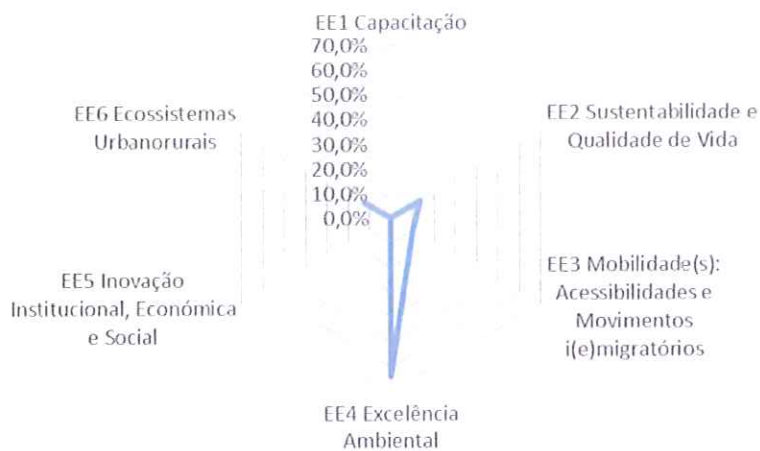 EE1 Capacitação
70,0%
60,0%
50,0%
40,0%
30,0%
20,0%
10,0%
0,0%
EE2 Sustentabilidade e
Qualidade de Vida
EE3 Mobilidade(s):
Acessibilidades e
Movimentos
i(e)migratórios
EE4 Excelência
Ambiental
EE5 Inovação
Institucional, Económica
e Social
EE6 Ecossistemas
Urbanorurais